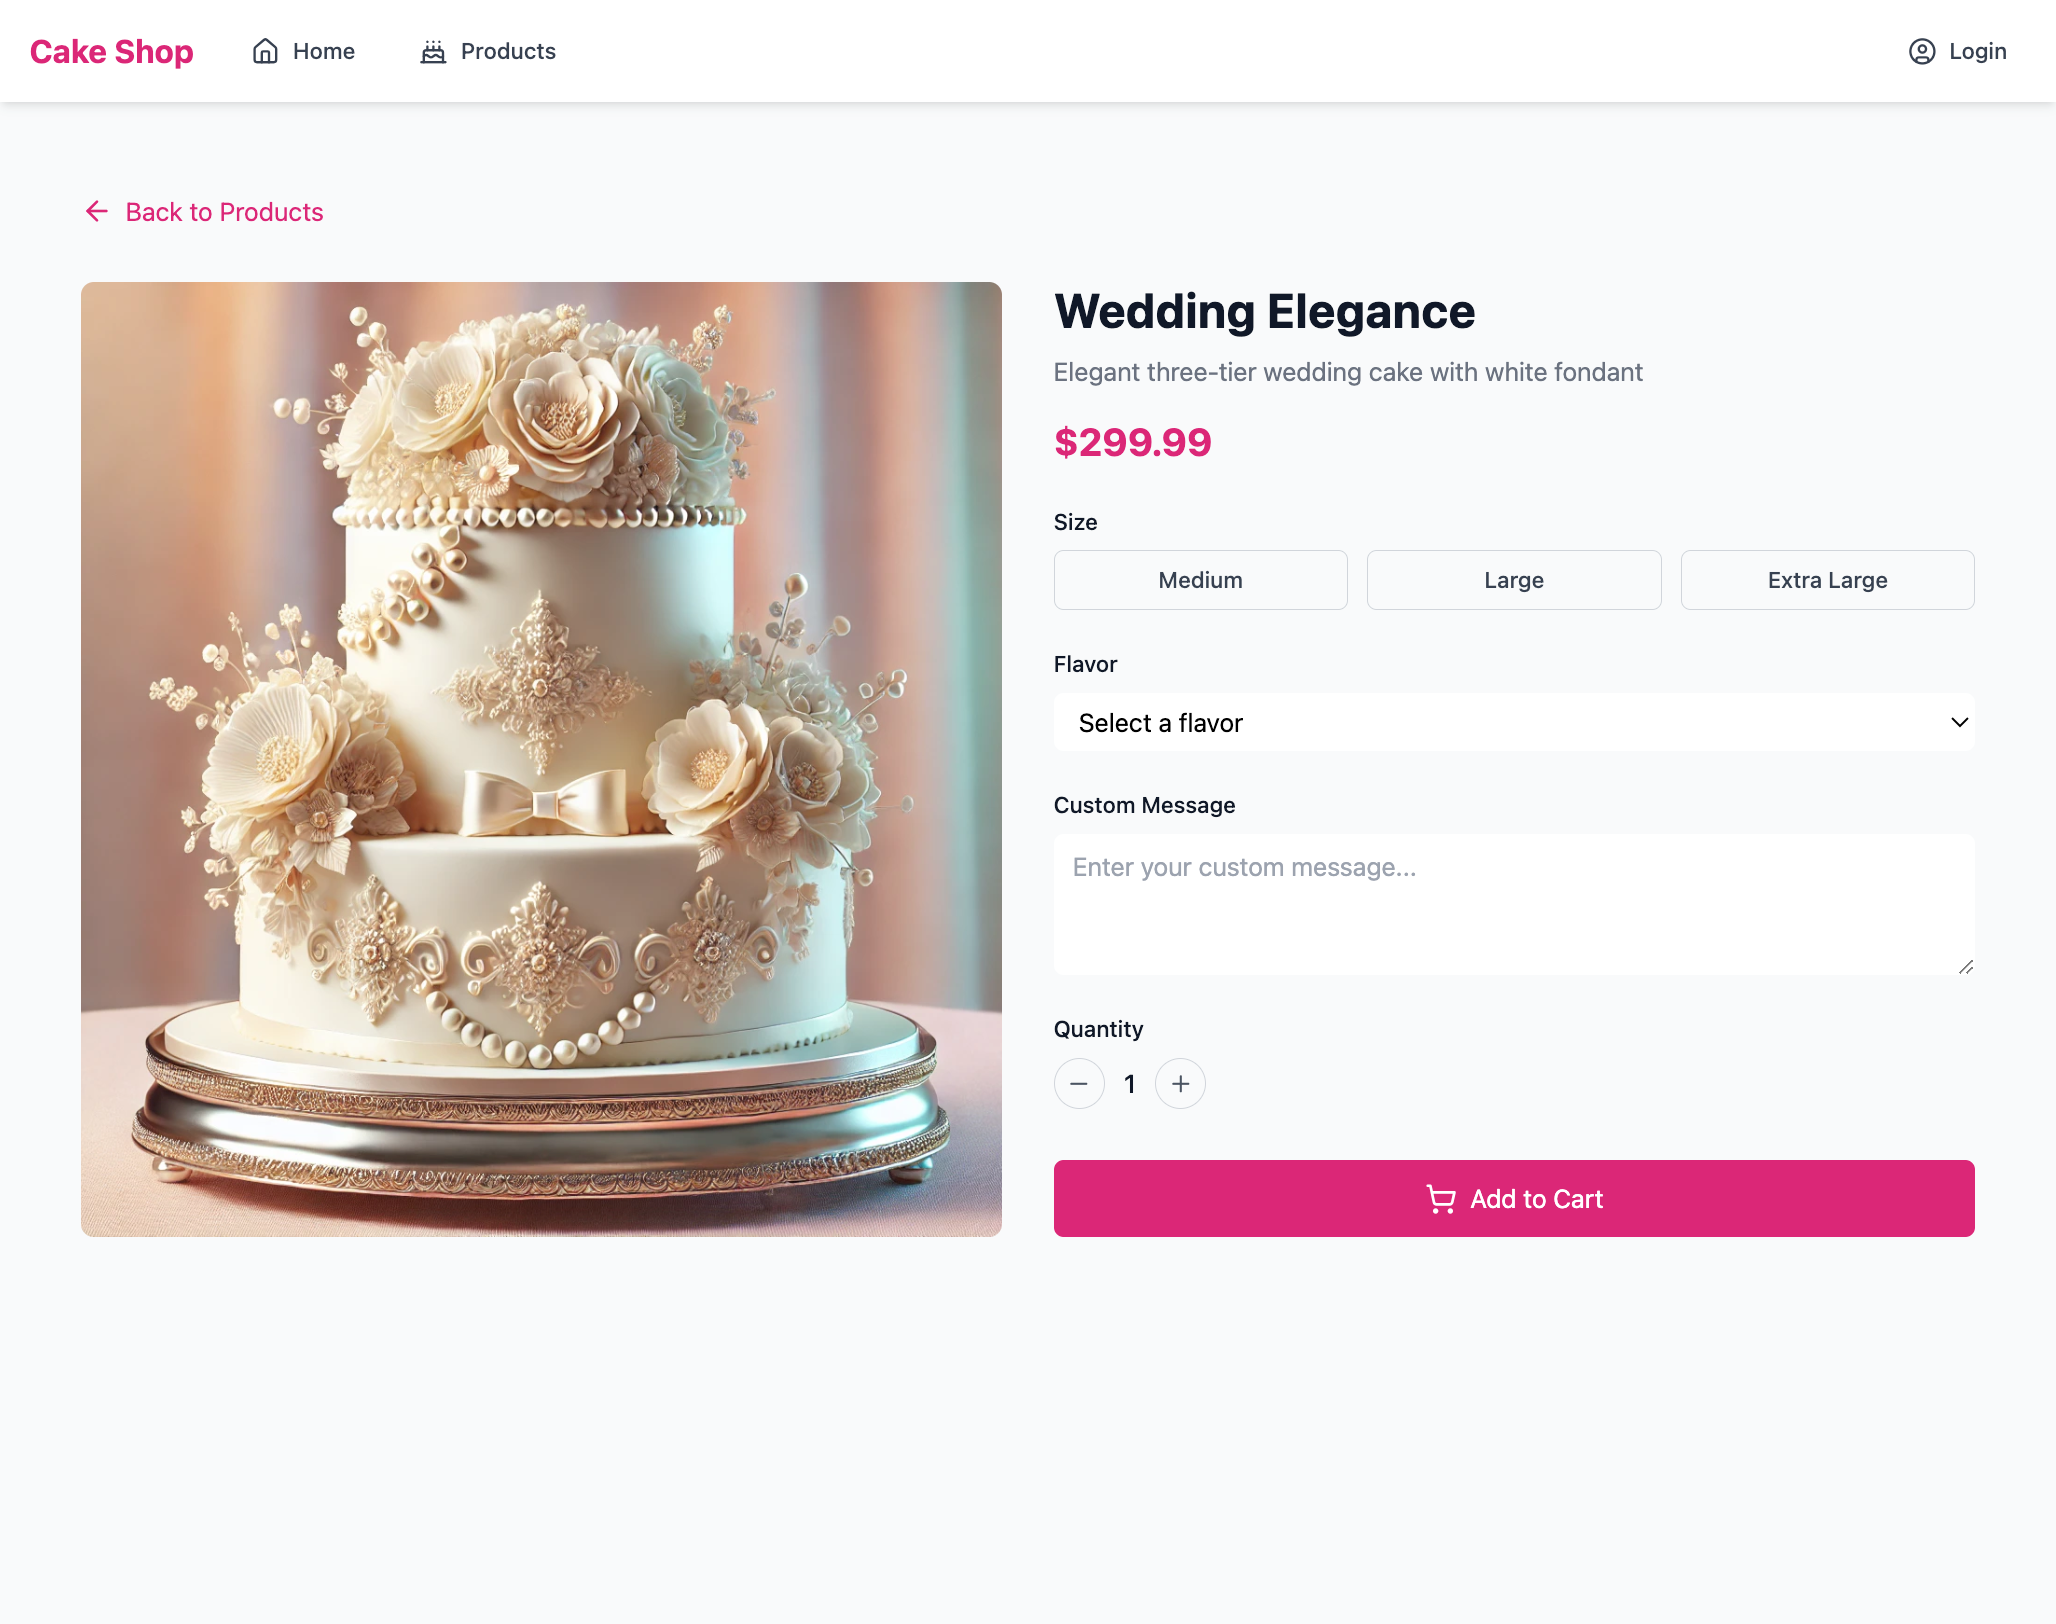 Cake Shop
Home
Products
Login
Back to Products
Wedding Elegance
Elegant three-tier wedding cake with white fondant
$299.99
Size
Medium
Large
Extra Large
Flavor
Select a flavor
Custom Message
Enter your custom message...
Quantity
1
Add to Cart